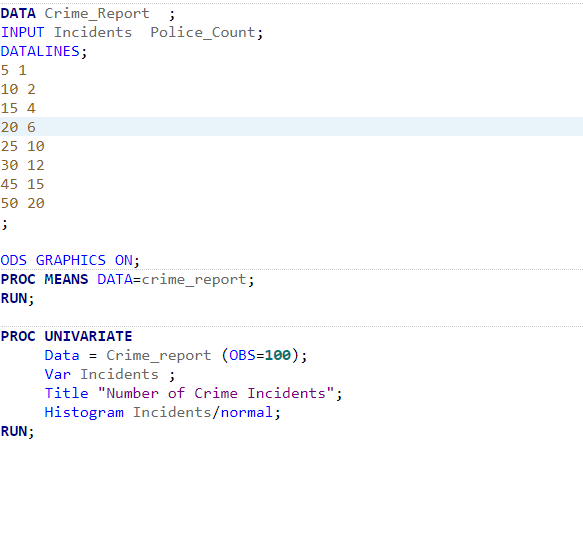 DATA Crime_Report  ;
INPUT Incidents  Police_Count;
DATALINES;
5 1
10 2
15 4
20 6
25 10
30 12
45 15
50 20
;
ODS GRAPHICS ON;
PROC MEANS DATA=crime_report;
RUN;
PROC UNIVARIATE
     Data = Crime_report (OBS=100);
     Var Incidents ;
     Title "Number of Crime Incidents";
     Histogram Incidents/normal;
RUN;